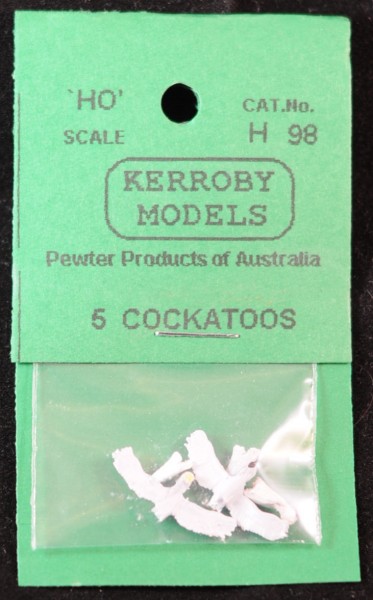 'HO' CAT.No.
SCALE H 98
KERROBY
MODELS
Pewter Products of Australia
5 COCKATOOS